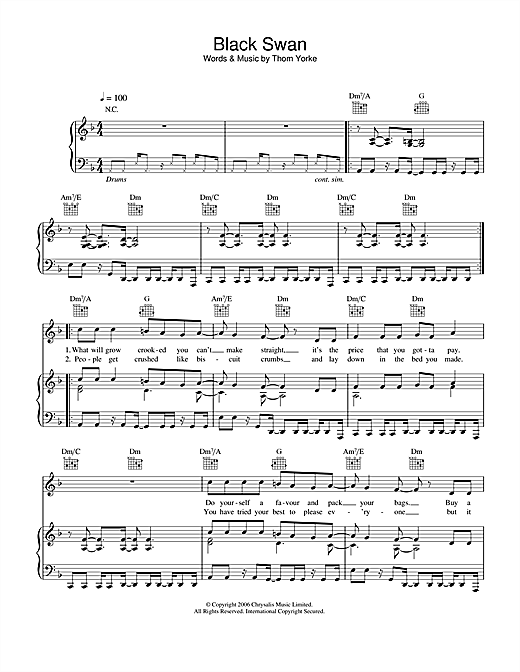 Black Swan
Words & Music by Thom Yorke
♩ = 100
N.C.
Dm7/A G
Drums cont. sim.
Am7/E Dm Dm/C Dm Dm/C Dm
Dm7/A G Am7/E Dm Dm/C Dm
1. What will grow crook-ed you can't make straight, it's the price that you got-ta pay.
2. Peo-ple get crushed like bis - cuit crumbs and lay down in the bed you made.
Dm/C Dm Dm7/A G Am7/E Dm
Do your-self a fa-vour and pack your bags. Buy a
You have tried your best to please ev - 'ry-one but it
© Copyright 2006 Chrysalis Music Limited.
All Rights Reserved. International Copyright Secured.